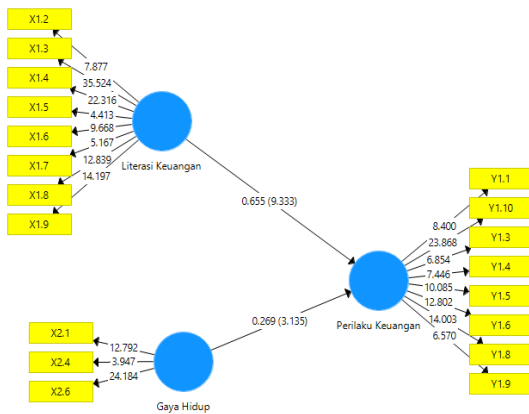 X1.2
X1.3
X1.4
X1.5
X1.6
X1.7
X1.8
X1.9
7.877
35.524
22.316
4.413
9.668
5.167
12.839
14.197
Literasi Keuangan
0.655 (9.333)
X2.1
X2.4
X2.6
12.792
3.947
24.184
Gaya Hidup
0.269 (3.135)
Perilaku Keuangan
8.400
23.868
6.854
7.446
10.085
12.802
14.003
6.570
Y1.1
Y1.10
Y1.3
Y1.4
Y1.5
Y1.6
Y1.8
Y1.9